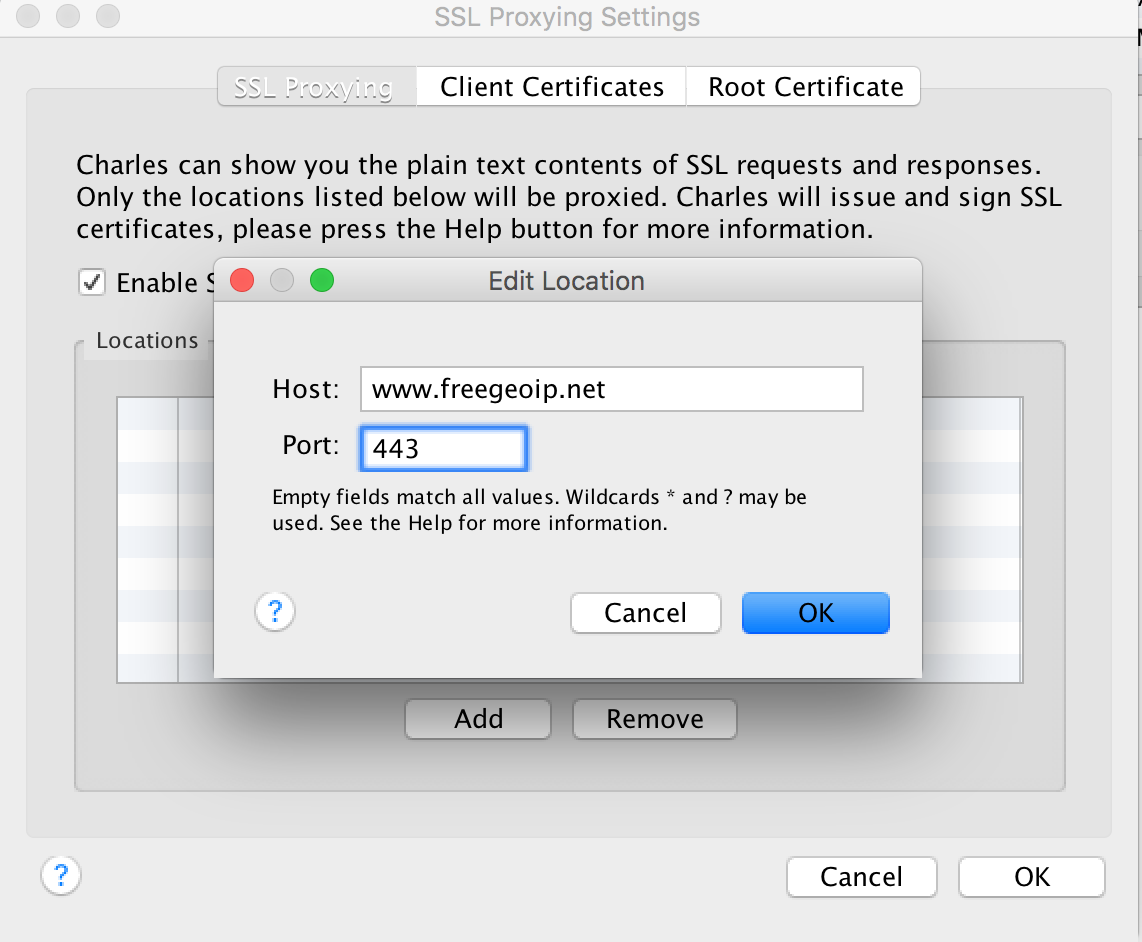 SSL Proxying Settings
SSL Proxying
Client Certificates
Root Certificate
Charles can show you the plain text contents of SSL requests and responses.
Only the locations listed below will be proxied. Charles will issue and sign SSL
certificates, please press the Help button for more information.
Enable
Edit Location
Locations
Host: www.freegeoip.net
Port: 443
Empty fields match all values. Wildcards * and ? may be
used. See the Help for more information.
?
Cancel
OK
Add
Remove
?
Cancel
OK